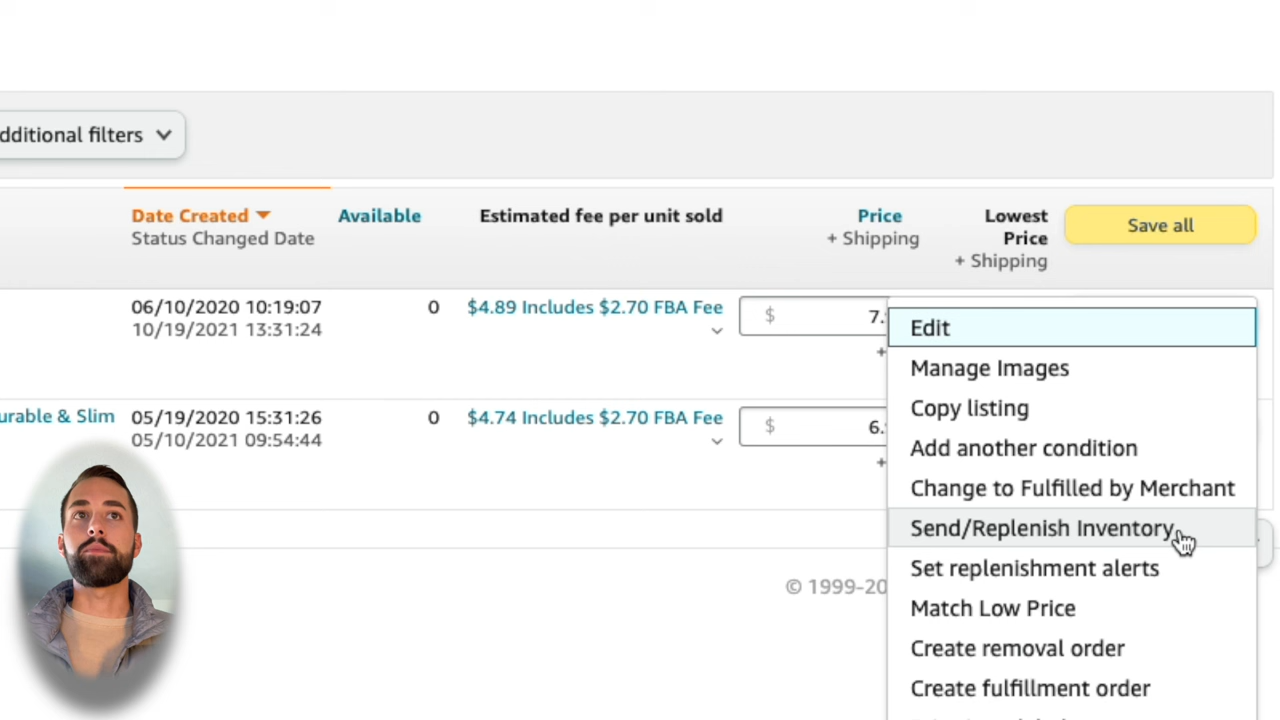 dditional filters
Date Created
Status Changed Date
Available
Estimated fee per unit sold
Price
+ Shipping
Lowest
Price
+ Shipping
Save all
06/10/2020 10:19:07
10/19/2021 13:31:24
0
$4.89 Includes $2.70 FBA Fee
$ 7.
+
urable & Slim
05/19/2020 15:31:26
05/10/2021 09:54:44
0
$4.74 Includes $2.70 FBA Fee
$ 6.
+
Edit
Manage Images
Copy listing
Add another condition
Change to Fulfilled by Merchant
Send/Replenish Inventory
Set replenishment alerts
Match Low Price
Create removal order
Create fulfillment order
© 1999-20